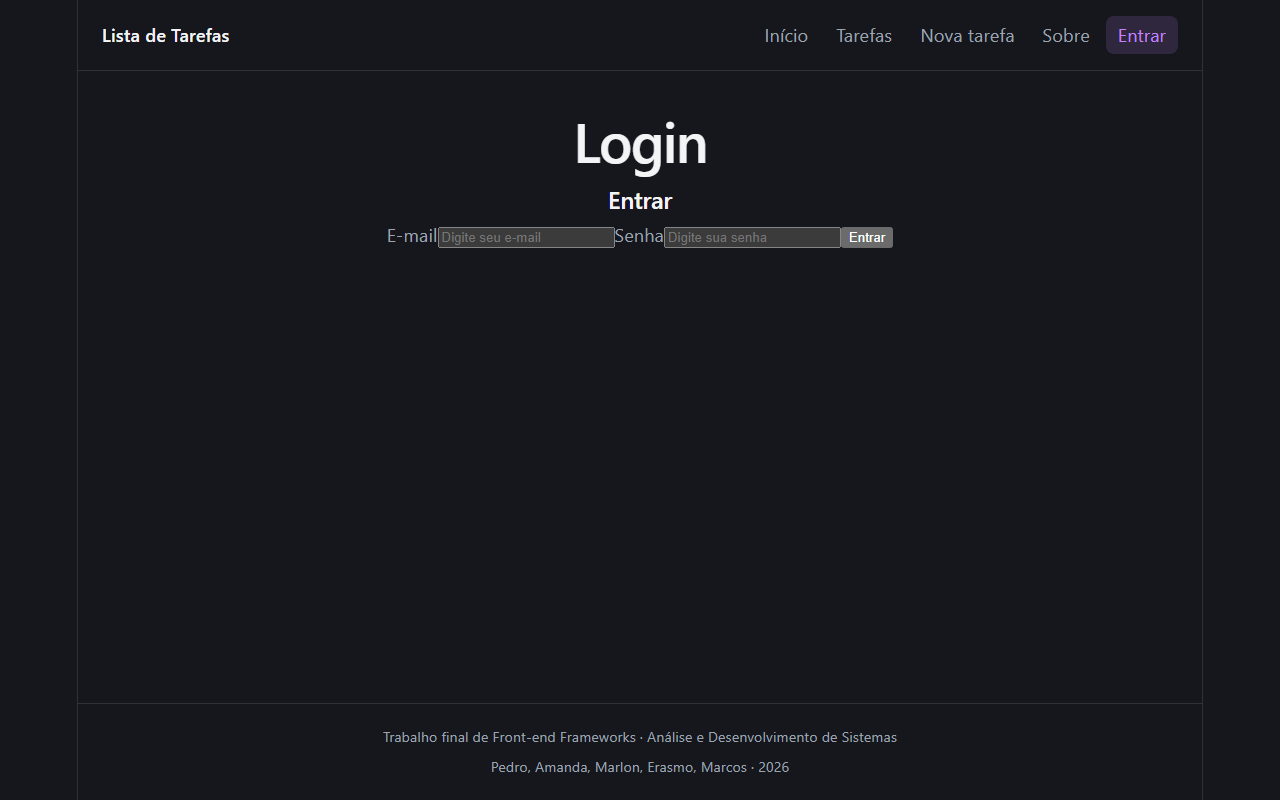 Lista de Tarefas Início Tarefas Nova tarefa Sobre Entrar
Login
Entrar
E-mail Digite seu e-mail Senha Digite sua senha Entrar
Trabalho final de Front-end Frameworks · Análise e Desenvolvimento de Sistemas
Pedro, Amanda, Marlon, Erasmo, Marcos · 2026